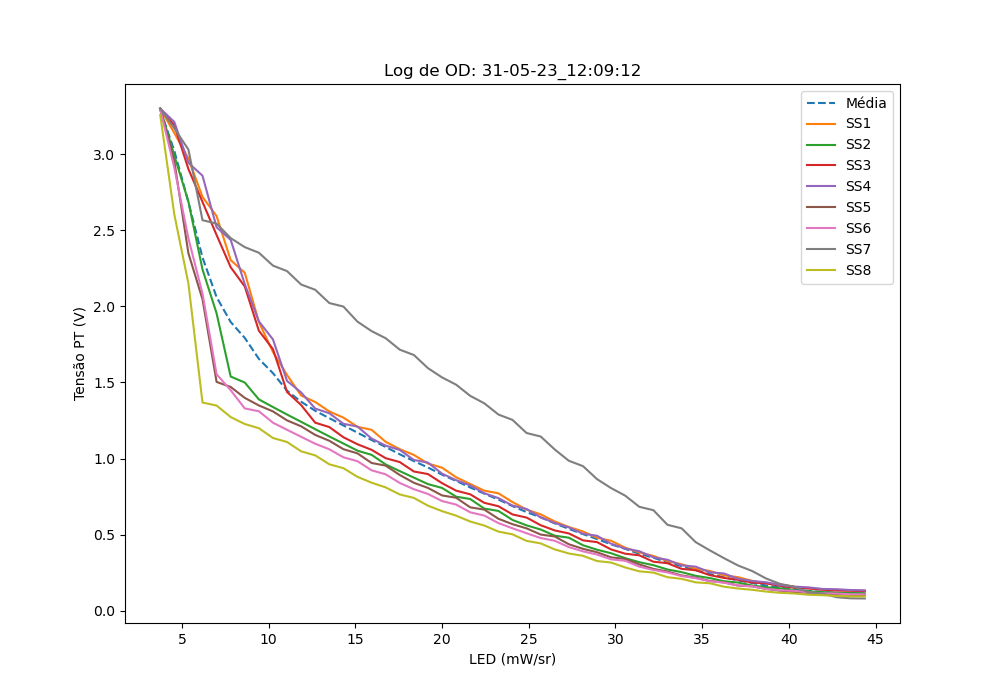 Log de OD: 31-05-23_12:09:12
Média
SS1
SS2
SS3
SS4
SS5
SS6
SS7
SS8
Tensão PT (V)
3.0
2.5
2.0
1.5
1.0
0.5
0.0
5 10 15 20 25 30 35 40 45
LED (mW/sr)